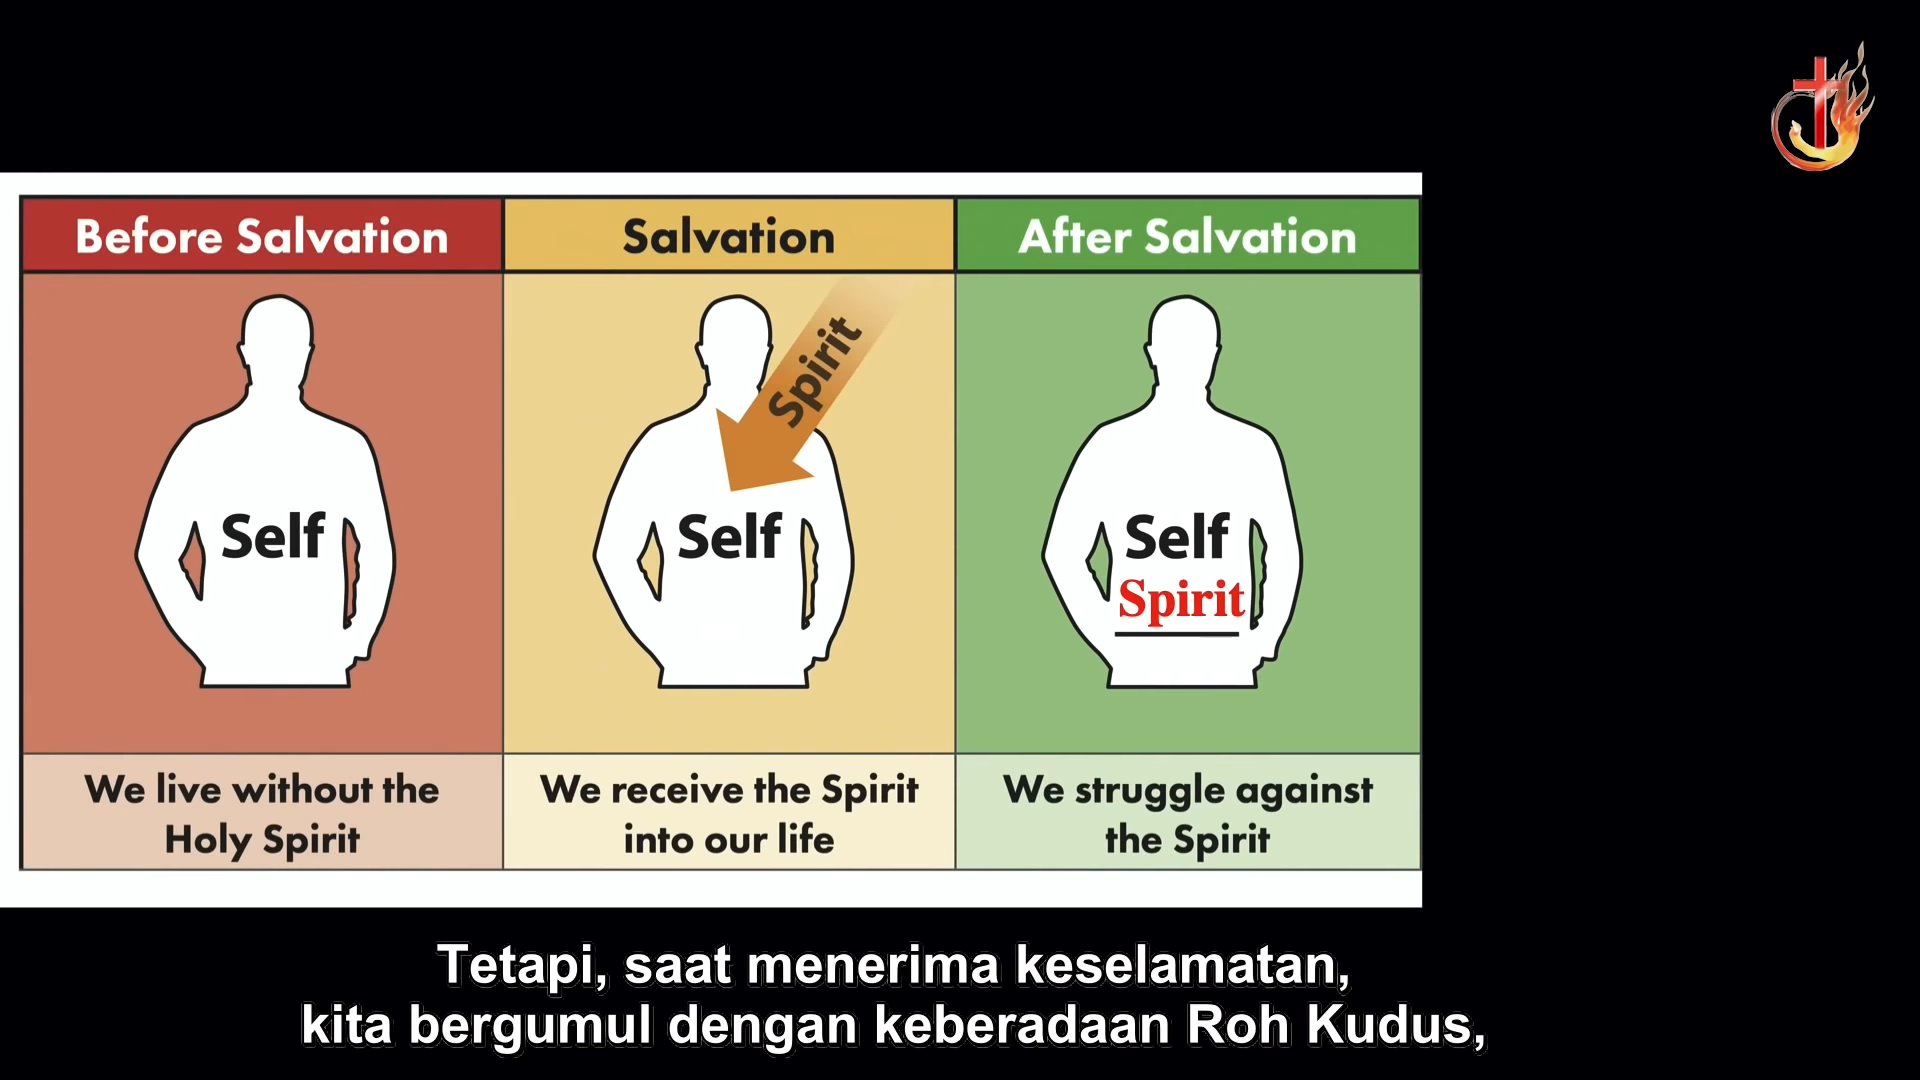 Before Salvation
Salvation
After Salvation
Spirit
Self
Self
Self
Spirit
We live without the
Holy Spirit
We receive the Spirit
into our life
We struggle against
the Spirit
Tetapi, saat menerima keselamatan,
kita bergumul dengan keberadaan Roh Kudus,